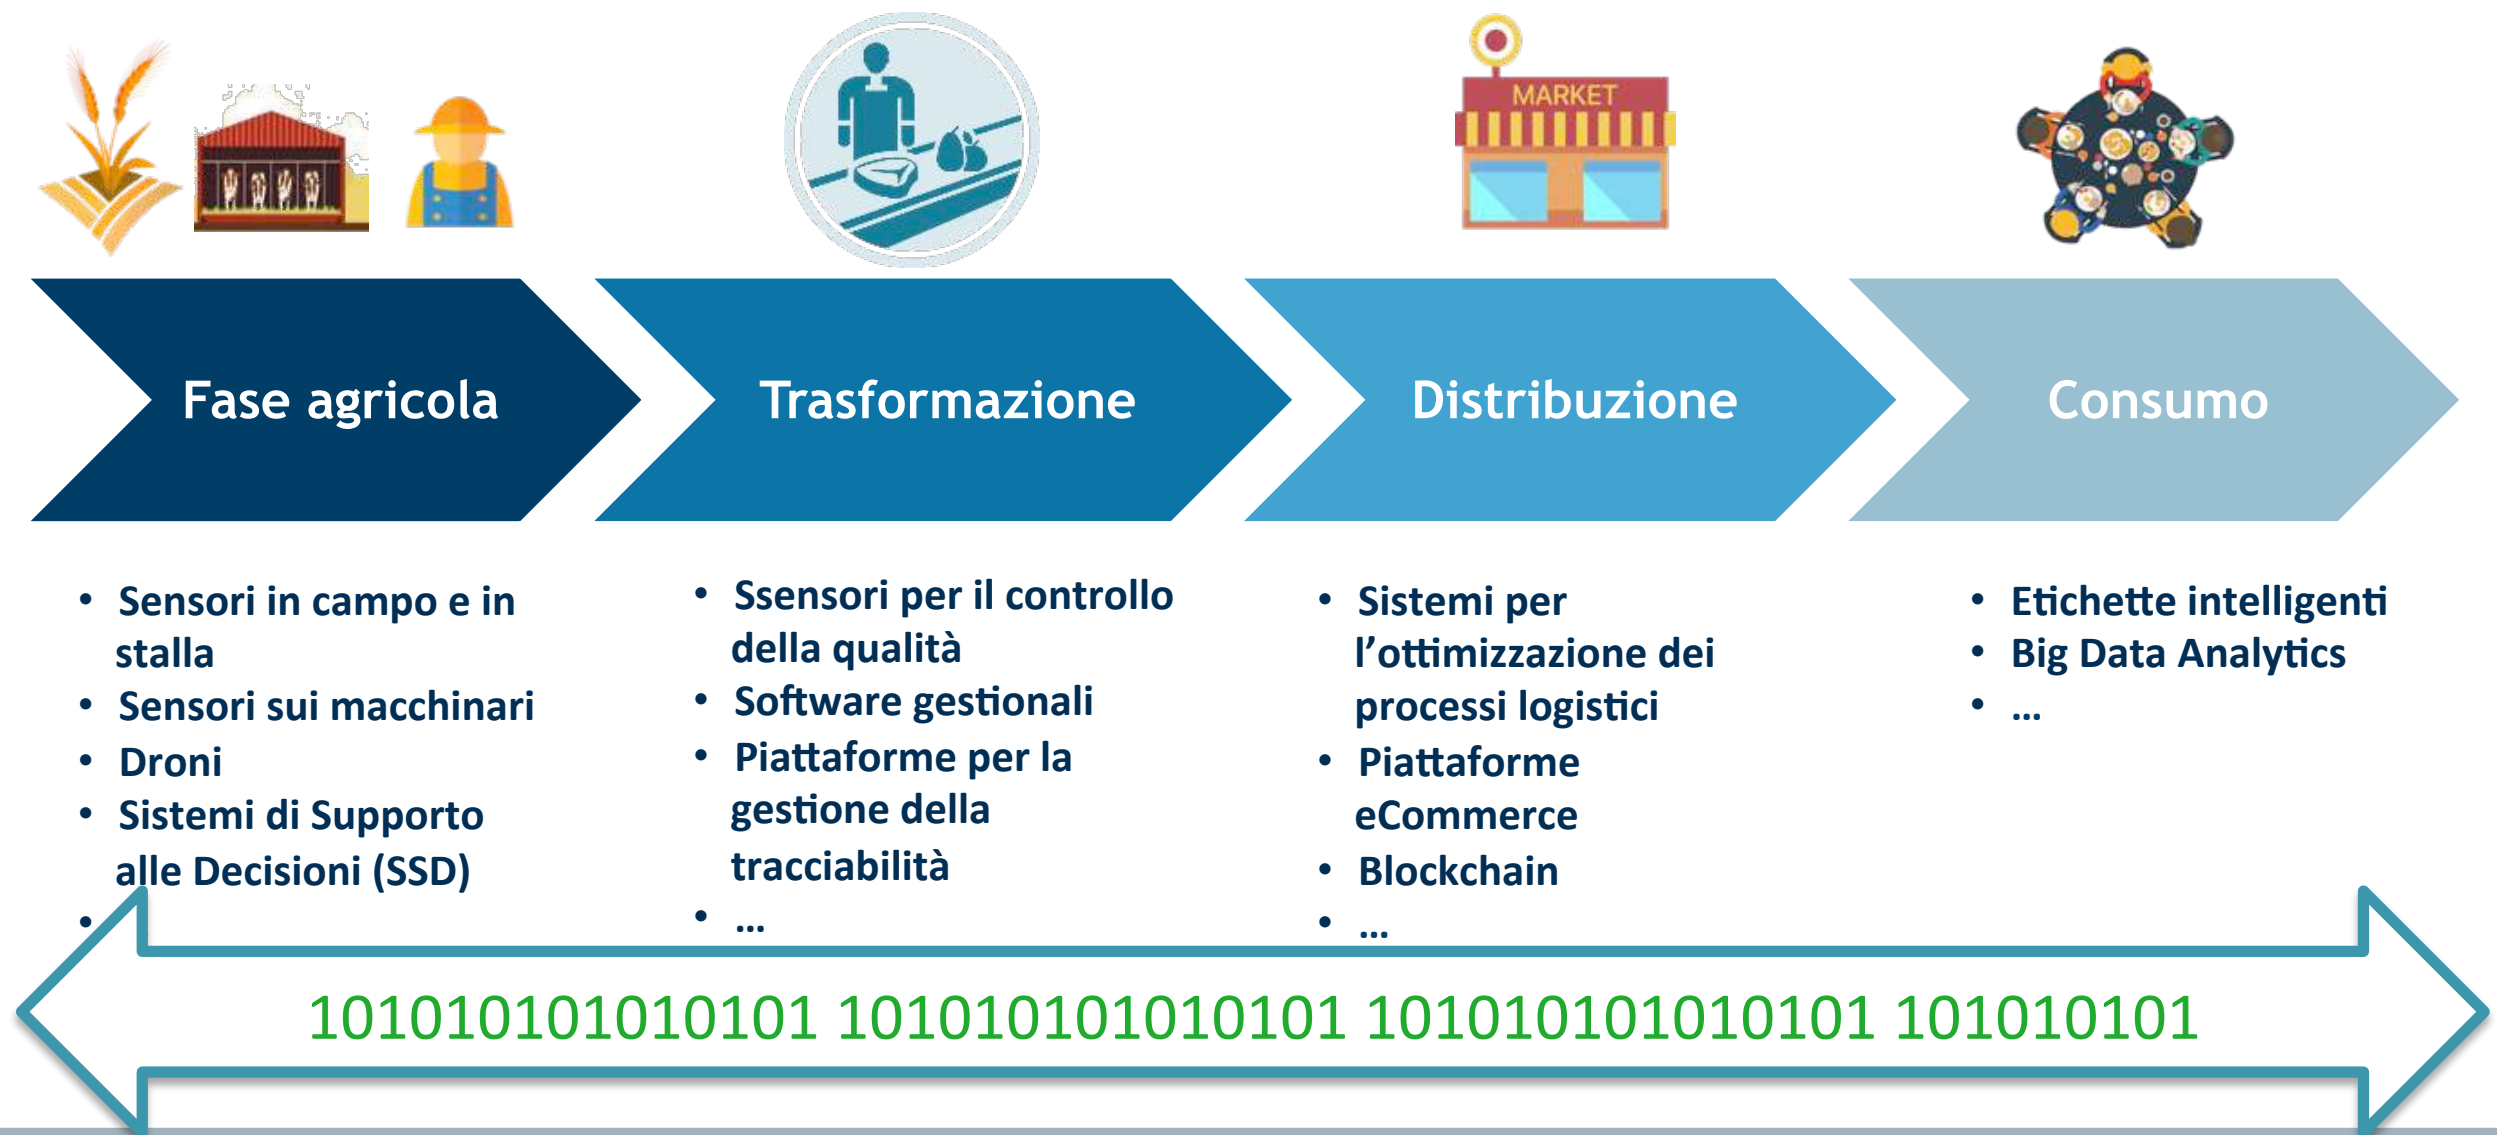 MARKET
Fase agricola
Trasformazione
Distribuzione
Consumo
• Sensori in campo e in
stalla
• Sensori sui macchinari
• Droni
• Sistemi di Supporto
alle Decisioni (SSD)
•
• Ssensori per il controllo
della qualità
• Software gestionali
• Piattaforme per la
gestione della
tracciabilità
• ...
• Sistemi per
l’ottimizzazione dei
processi logistici
• Piattaforme
eCommerce
• Blockchain
• ...
• Etichette intelligenti
• Big Data Analytics
• ...
101010101010101 101010101010101 101010101010101 101010101